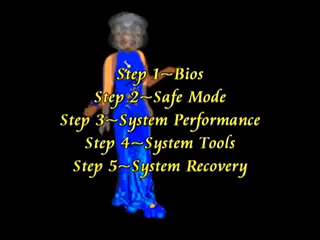 Step 1~Bios
Step 2~Safe Mode
Step 3~System Performance
Step 4~System Tools
Step 5~System Recovery